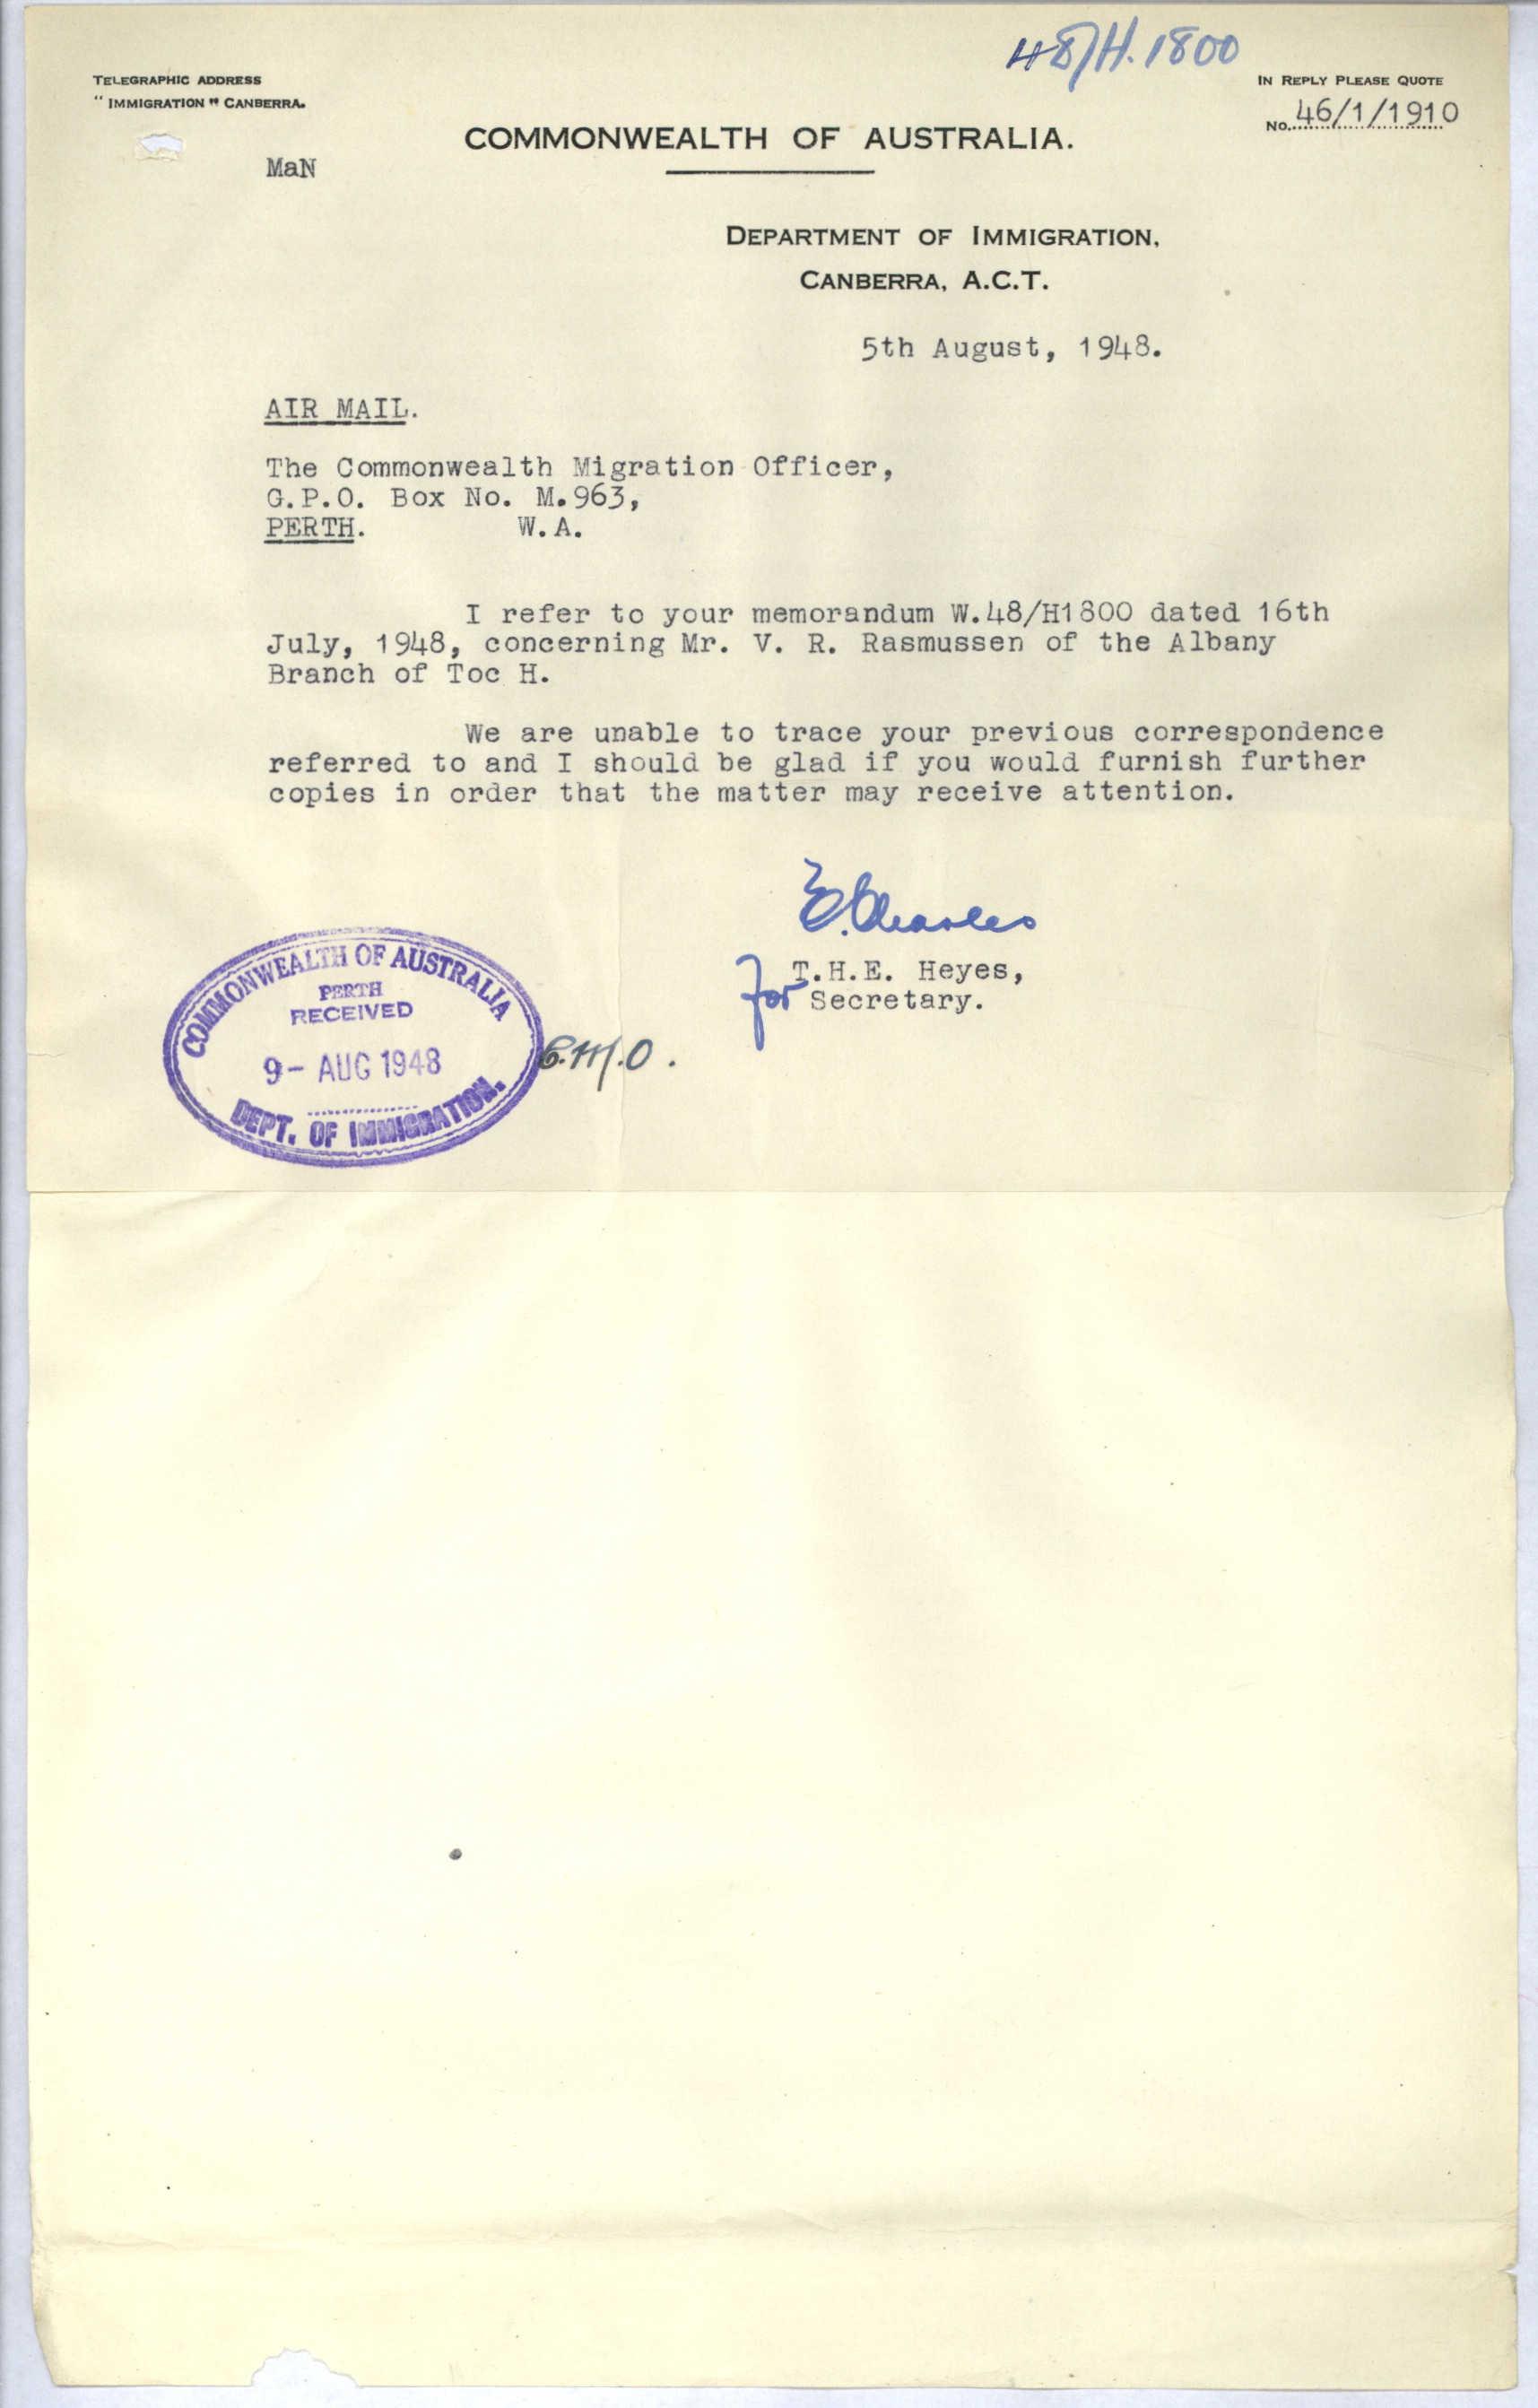 48/H.1800
TELEGRAPHIC ADDRESS
"IMMIGRATION" CANBERRA.
IN REPLY PLEASE QUOTE
No. 46/1/1910
COMMONWEALTH OF AUSTRALIA.
MaN
DEPARTMENT OF IMMIGRATION,
CANBERRA, A.C.T.
5th August, 1948.
AIR MAIL.
The Commonwealth Migration Officer,
G.P.O. Box No. M.963,
PERTH. W.A.
I refer to your memorandum W.48/H1800 dated 16th
July, 1948, concerning Mr. V. R. Rasmussen of the Albany
Branch of Toc H.
We are unable to trace your previous correspondence
referred to and I should be glad if you would furnish further
copies in order that the matter may receive attention.
E. Charles
T.H.E. Heyes,
for Secretary.
COMMONWEALTH OF AUSTRALIA
PERTH
RECEIVED
9- AUG 1948
DEPT. OF IMMIGRATION.
C.M.O.